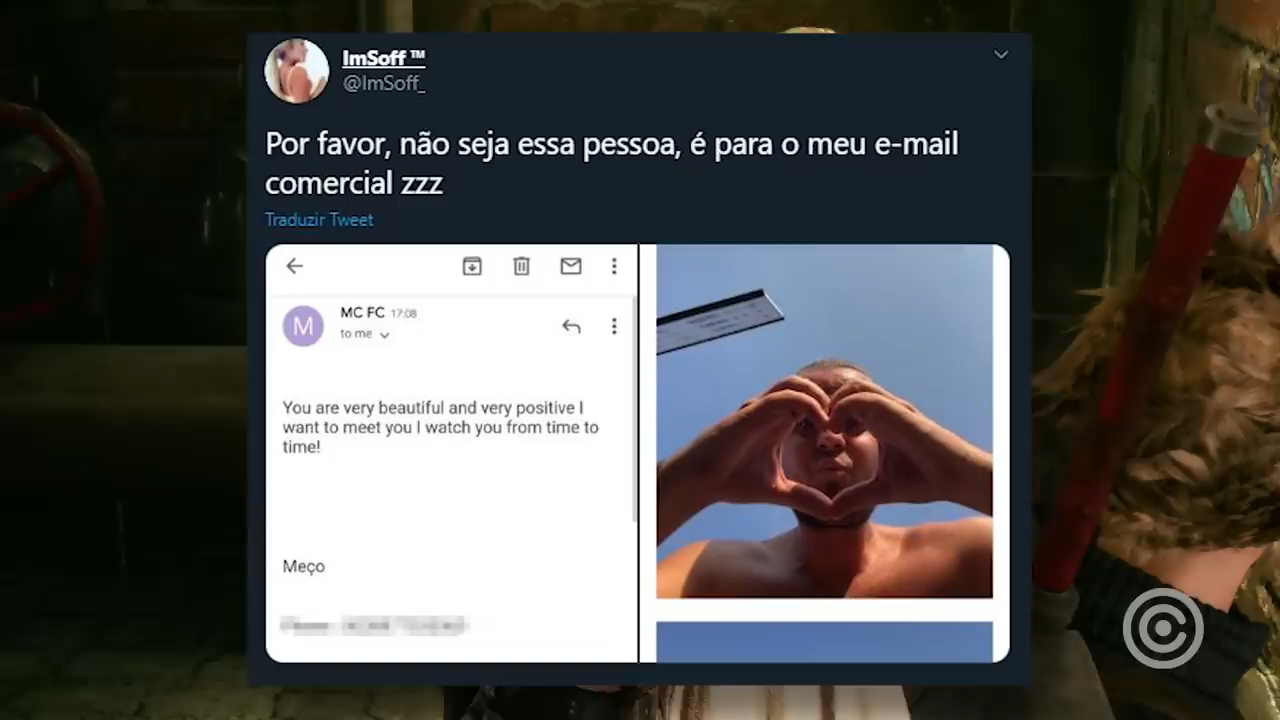 ImSoff ™
@ImSoff_
Por favor, não seja essa pessoa, é para o meu e-mail
comercial zzz
Traduzir Tweet
M
MC FC 17:08
to me
You are very beautiful and very positive I
want to meet you I watch you from time to
time!
Meço